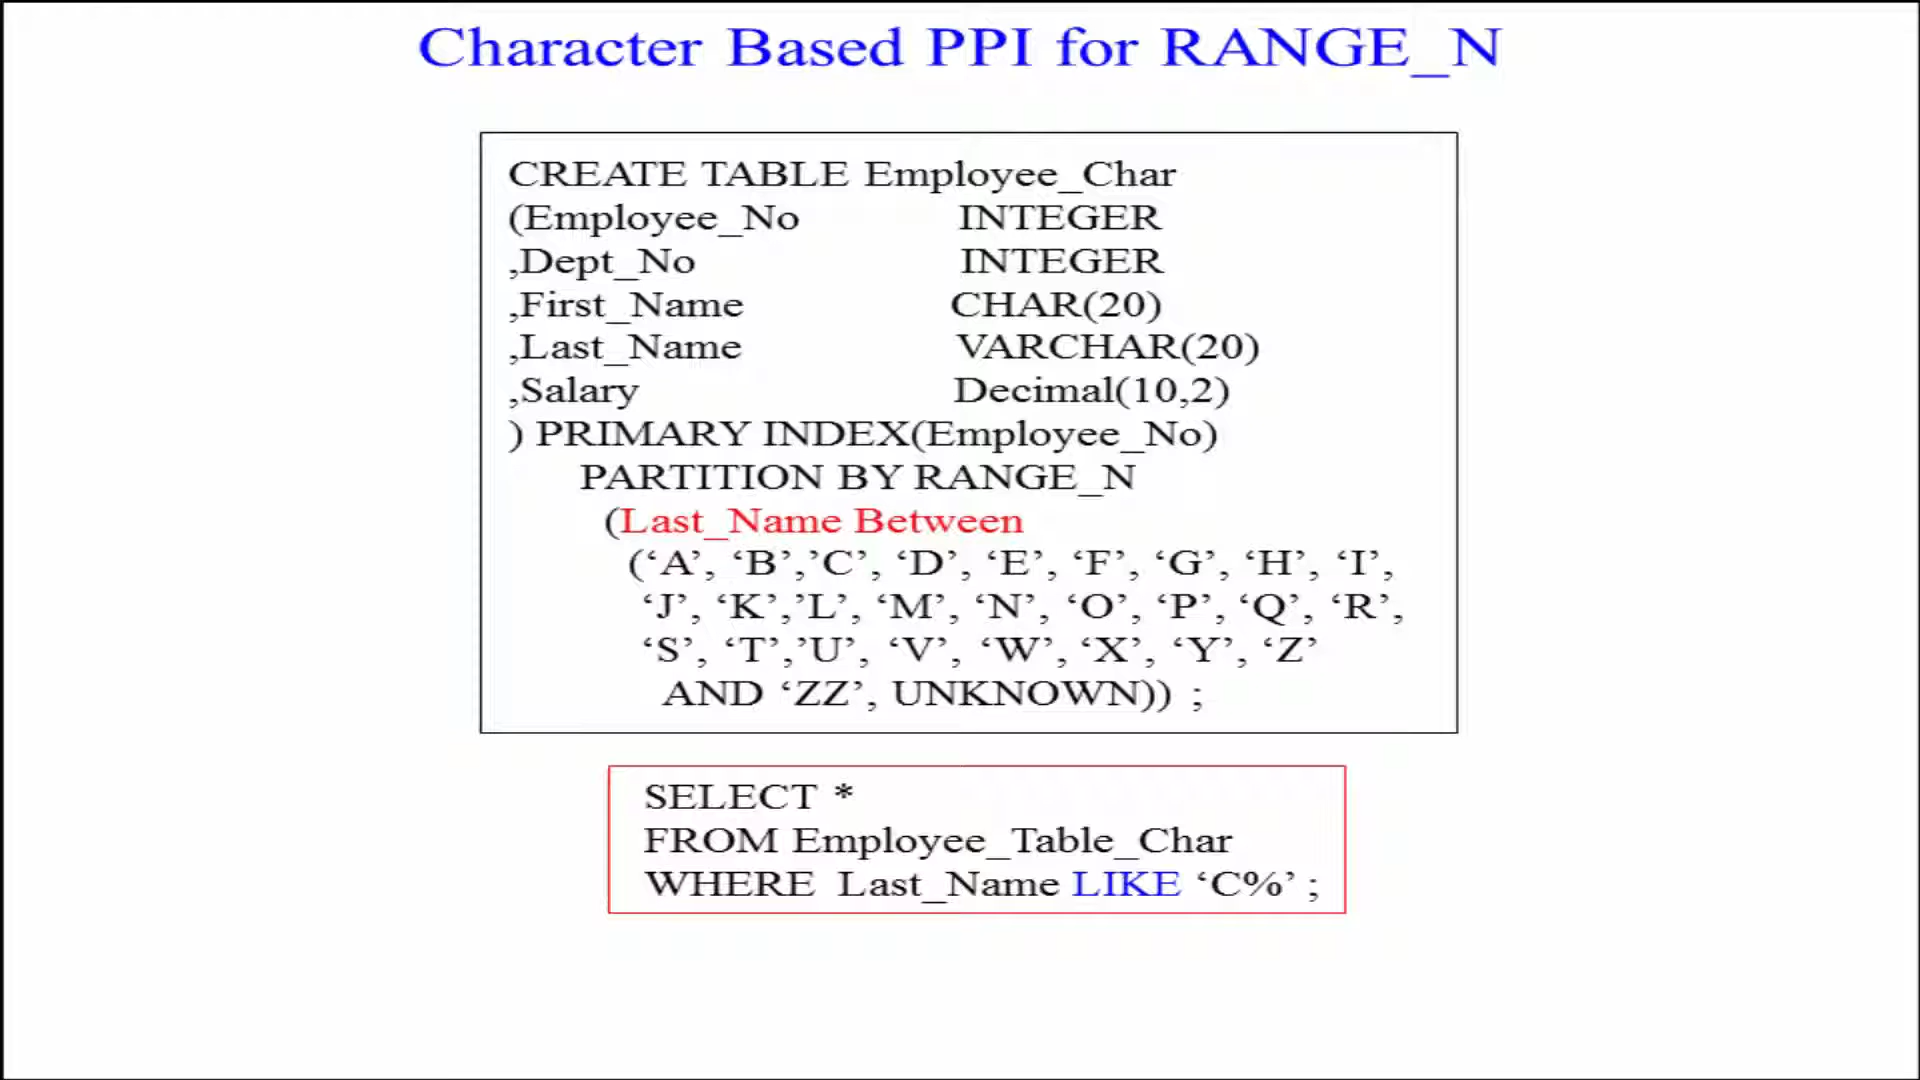 Character Based PPI for RANGE_N
CREATE TABLE Employee_Char
(Employee_No INTEGER
,Dept_No INTEGER
,First_Name CHAR(20)
,Last_Name VARCHAR(20)
,Salary Decimal(10,2)
) PRIMARY INDEX(Employee_No)
PARTITION BY RANGE_N
(Last_Name Between
(‘A’, ‘B’,’C’, ‘D’, ‘E’, ‘F’, ‘G’, ‘H’, ‘I’,
‘J’, ‘K’,’L’, ‘M’, ‘N’, ‘O’, ‘P’, ‘Q’, ‘R’,
‘S’, ‘T’,’U’, ‘V’, ‘W’, ‘X’, ‘Y’, ‘Z’
AND ‘ZZ’, UNKNOWN)) ;
SELECT *
FROM Employee_Table_Char
WHERE Last_Name LIKE ‘C%’ ;